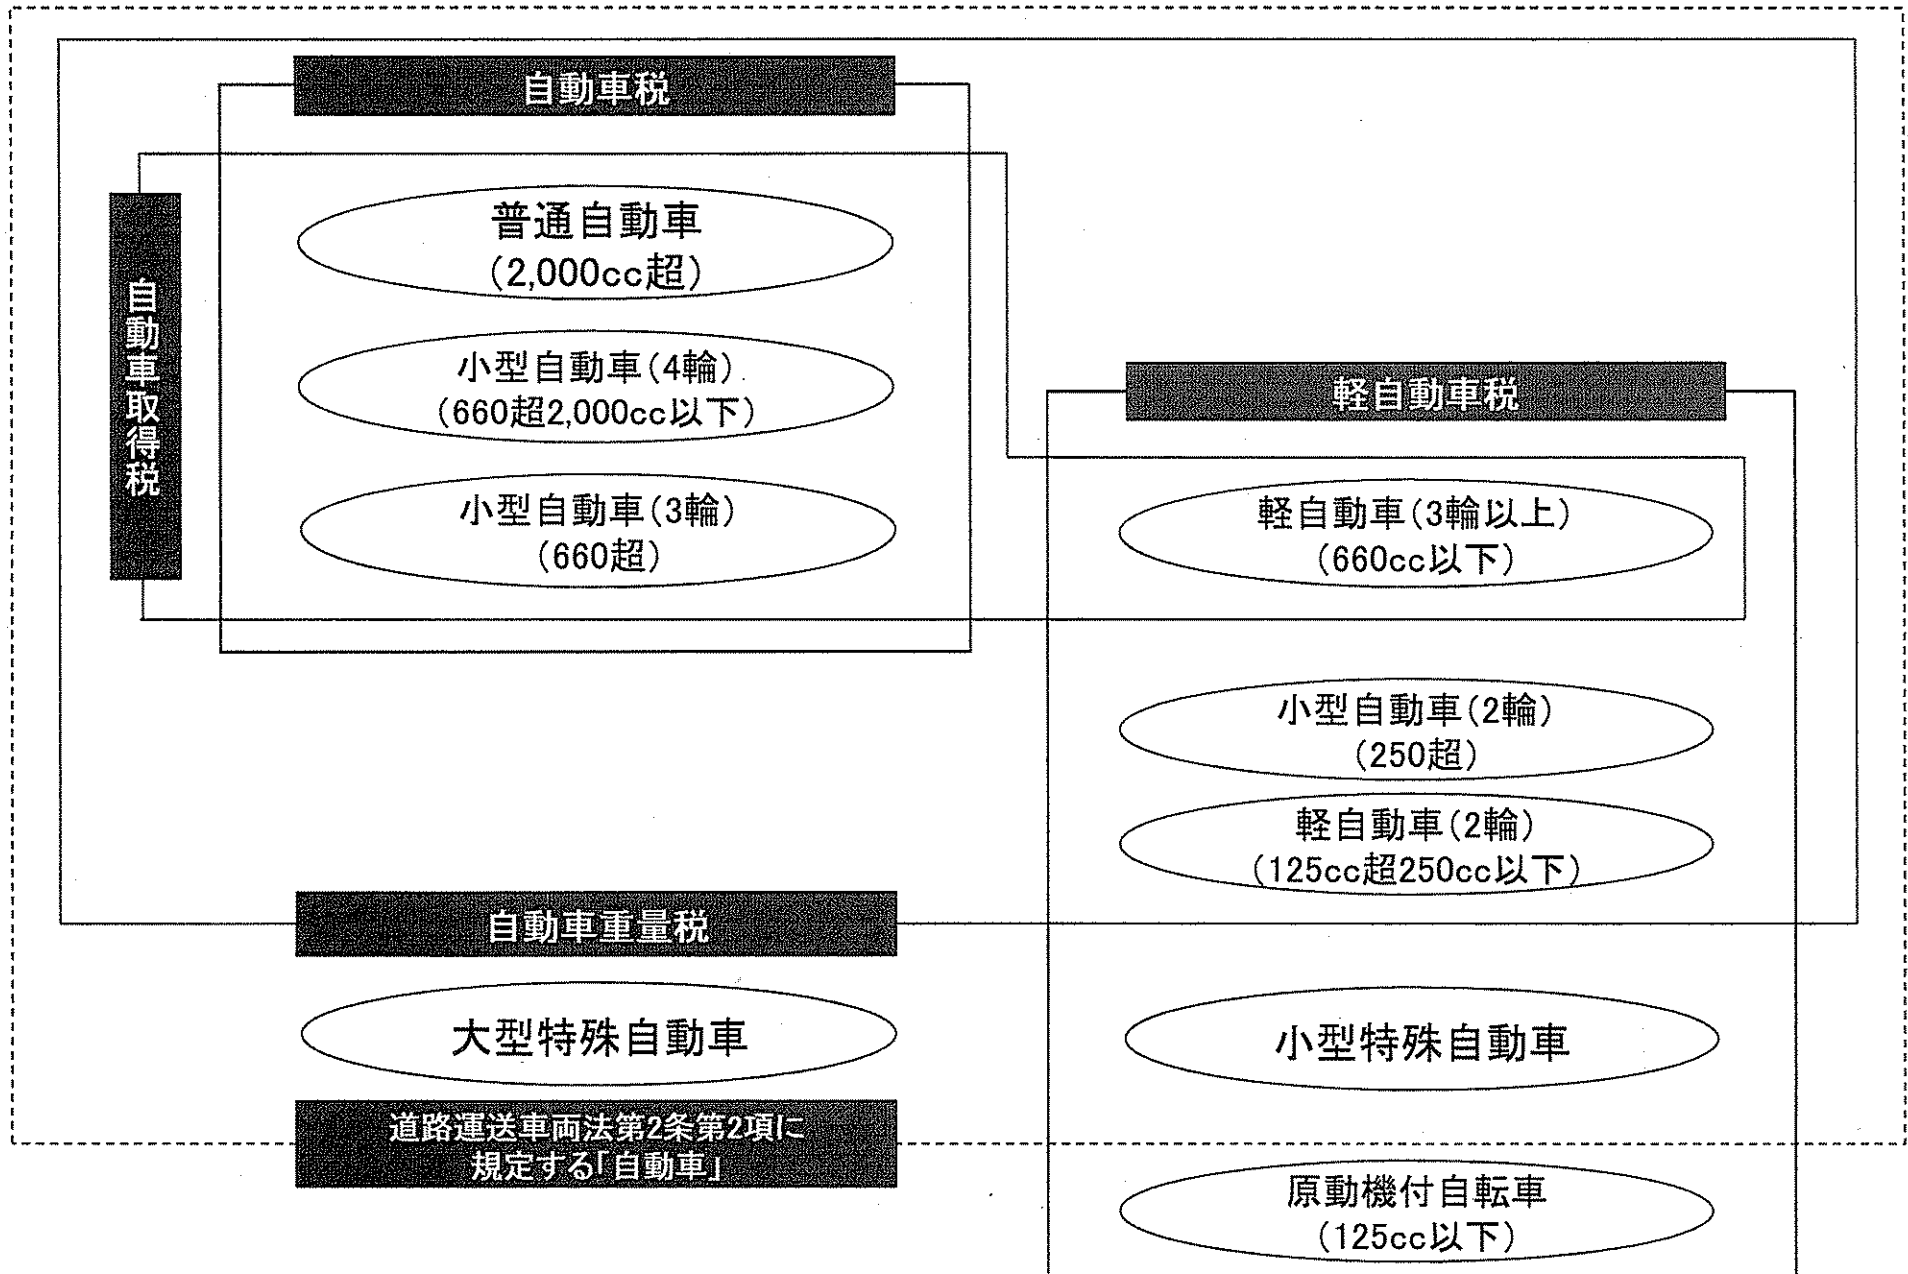 自動車税
自動車取得税
普通自動車
(2,000cc超)
小型自動車(4輪)
(660超2,000cc以下)
小型自動車(3輪)
(660超)
軽自動車税
軽自動車(3輪以上)
(660cc以下)
小型自動車(2輪)
(250超)
軽自動車(2輪)
(125cc超250cc以下)
自動車重量税
大型特殊自動車
小型特殊自動車
道路運送車両法第2条第2項に
規定する「自動車」
原動機付自転車
(125cc以下)